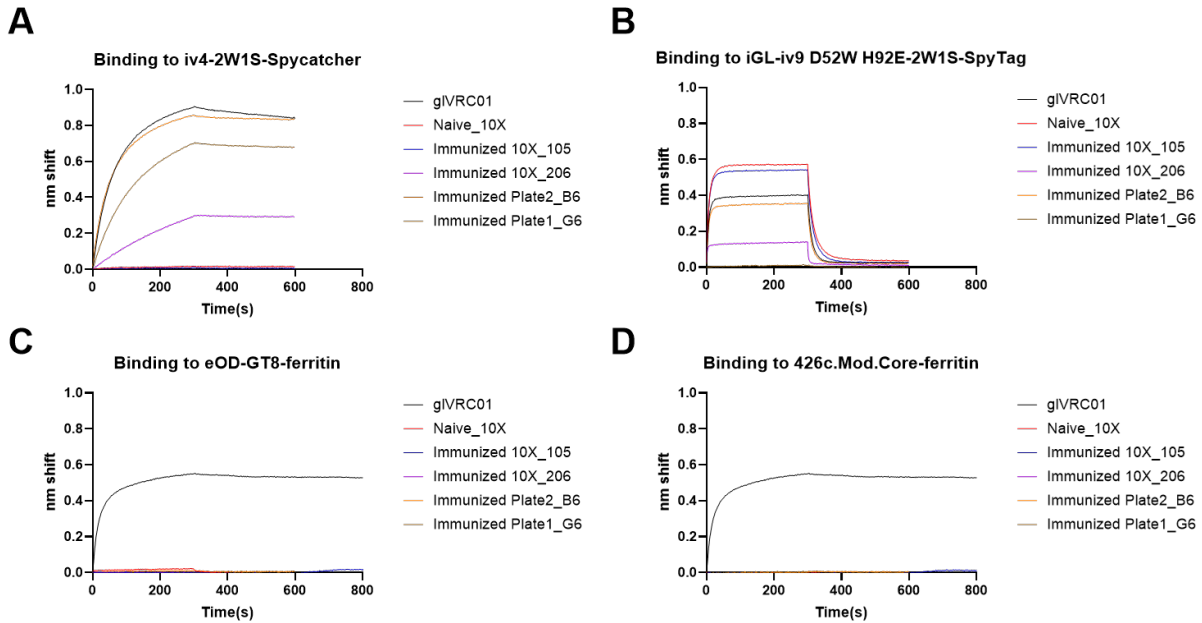 A
Binding to iv4-2W1S-Spycatcher
nm shift
1.0
0.8
0.6
0.4
0.2
0.0
0
200
400
600
800
Time(s)
glVRC01
Naive_10X
Immunized 10X_105
Immunized 10X_206
Immunized Plate2_B6
Immunized Plate1_G6
B
Binding to iGL-iv9 D52W H92E-2W1S-SpyTag
nm shift
1.0
0.8
0.6
0.4
0.2
0.0
0
200
400
600
800
Time(s)
glVRC01
Naive_10X
Immunized 10X_105
Immunized 10X_206
Immunized Plate2_B6
Immunized Plate1_G6
C
Binding to eOD-GT8-ferritin
nm shift
1.0
0.8
0.6
0.4
0.2
0.0
0
200
400
600
800
Time(s)
glVRC01
Naive_10X
Immunized 10X_105
Immunized 10X_206
Immunized Plate2_B6
Immunized Plate1_G6
D
Binding to 426c.Mod.Core-ferritin
nm shift
1.0
0.8
0.6
0.4
0.2
0.0
0
200
400
600
800
Time(s)
glVRC01
Naive_10X
Immunized 10X_105
Immunized 10X_206
Immunized Plate2_B6
Immunized Plate1_G6